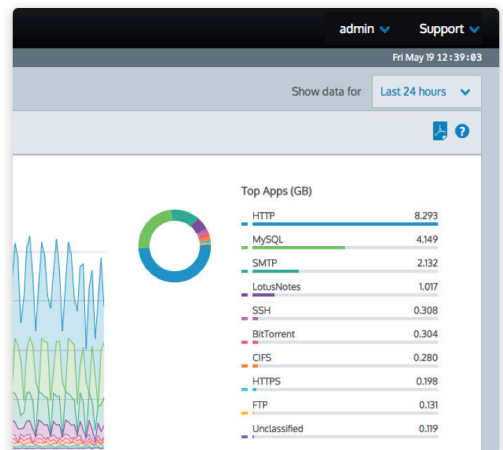 admin Support
Fri May 19 12:39:03
Show data for Last 24 hours
?
Top Apps (GB)
HTTP 8.293
MySQL 4.149
SMTP 2.132
LotusNotes 1.017
SSH 0.308
BitTorrent 0.304
CIFS 0.280
HTTPS 0.198
FTP 0.131
Unclassified 0.119